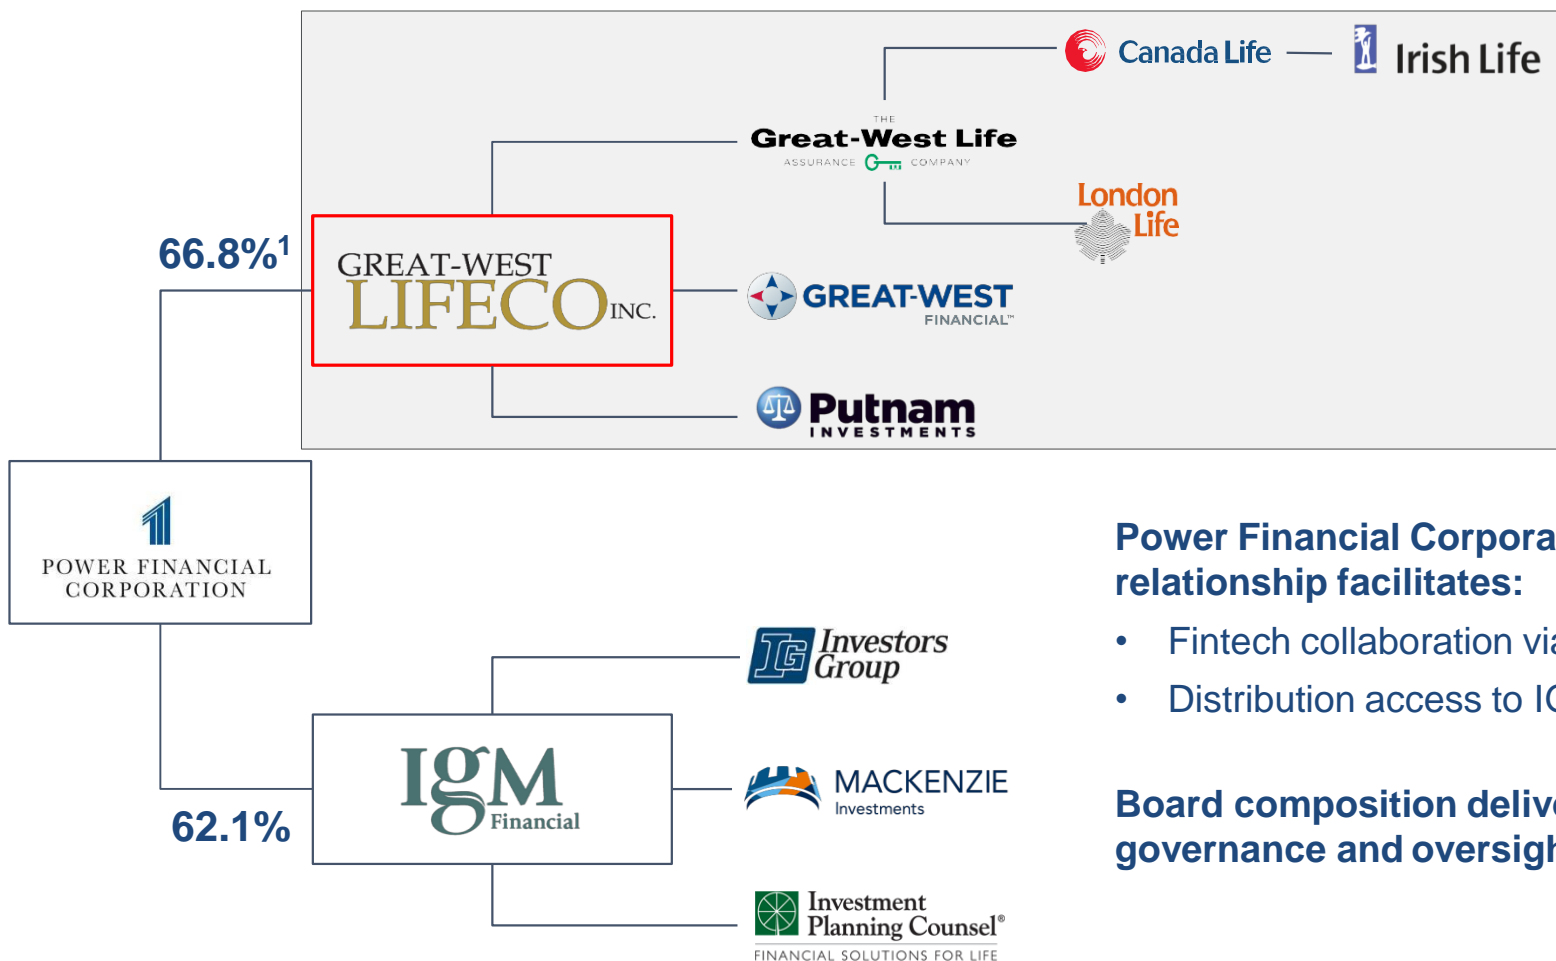 Canada Life
Irish Life
THE
Great-West Life
ASSURANCE COMPANY
London
Life
66.8%¹
GREAT-WEST
LIFECO INC.
GREAT-WEST
FINANCIAL™
Putnam
INVESTMENTS
POWER FINANCIAL
CORPORATION
Power Financial Corpora
relationship facilitates:
• Fintech collaboration via
• Distribution access to IG
IG Investors
Group
IGM
Financial
MACKENZIE
Investments
62.1%
Board composition delive
governance and oversigh
Investment
Planning Counsel®
FINANCIAL SOLUTIONS FOR LIFE